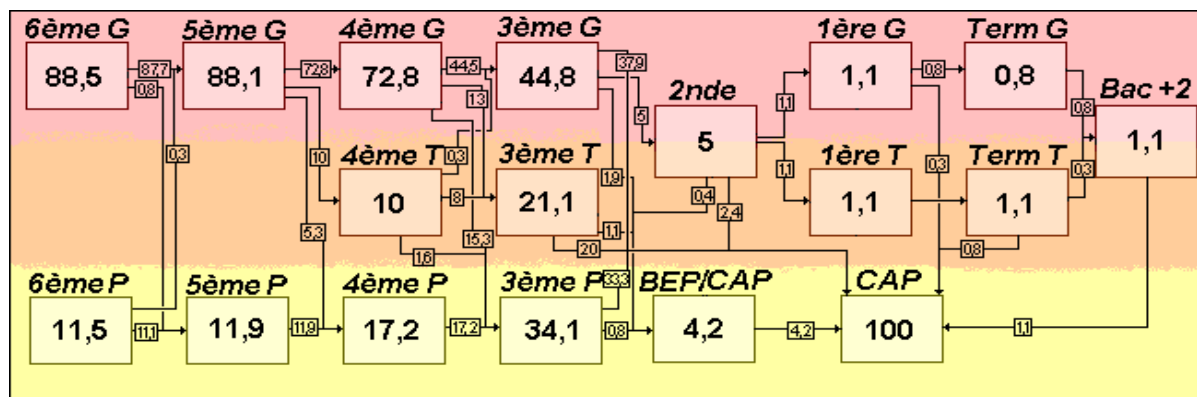 6ème G 5ème G 4ème G 3ème G 1ère G Term G
88,5 87,7 88,1 72,8 72,8 44,5 44,8 37,9 1,1 0,8 0,8
0,8 13 2nde 5 1,1 0,8 Bac +2
0,3 10 4ème T 0,3 3ème T 5 1,1 1ère T Term T 1,1
10 8 21,1 1,9 0,4 2,4 1,1 0,3 1,1 0,3
5,3 1,6 15,3 1,1 20 0,8
6ème P 5ème P 4ème P 3ème P 33,3 BEP/CAP CAP
11,5 11,1 11,9 11,9 17,2 17,2 34,1 0,8 4,2 4,2 100 1,1